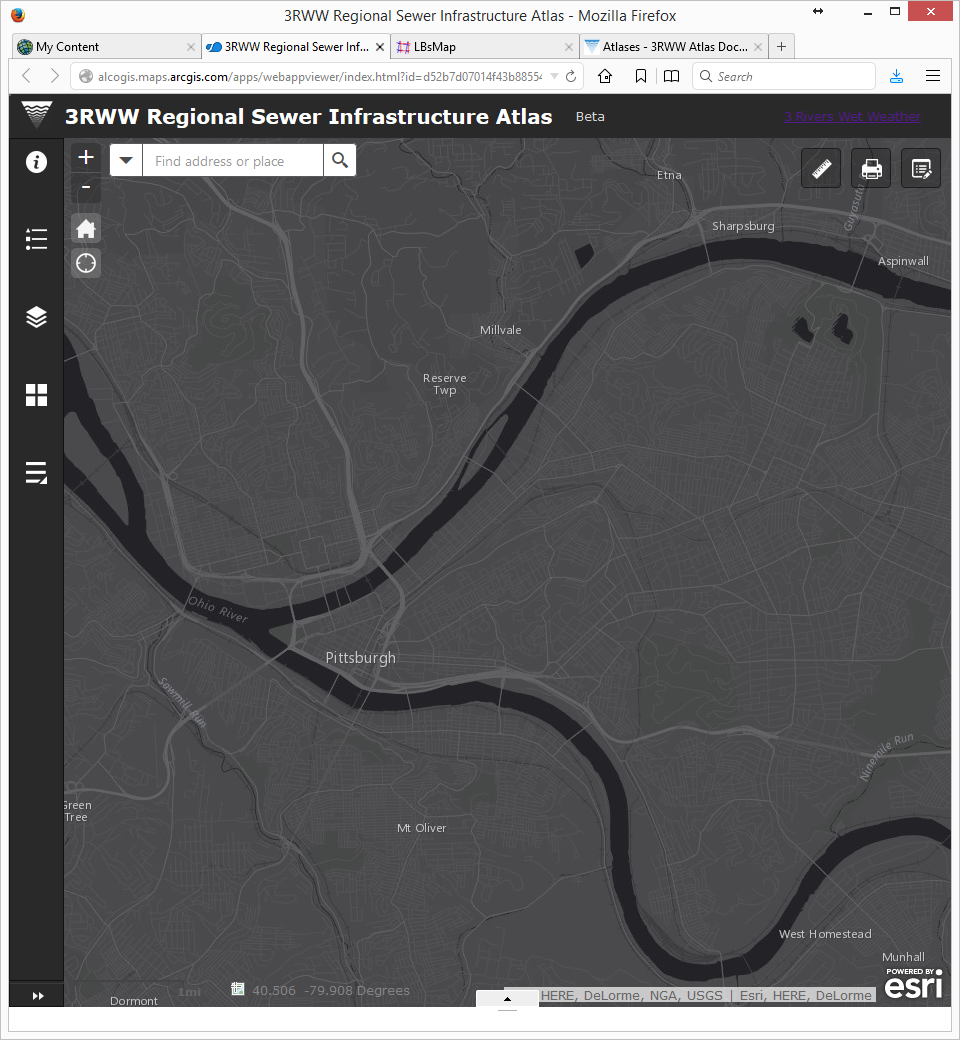 3RWW Regional Sewer Infrastructure Atlas - Mozilla Firefox
My Content
3RWW Regional Sewer Inf...
LBsMap
Atlases - 3RWW Atlas Doc...
alcogis.maps.arcgis.com/apps/webappviewer/index.html?id=d52b7d07014f43b8855
Search
3RWW Regional Sewer Infrastructure Atlas
Beta
3 Rivers Wet Weather
+
-
Find address or place
Etna
Guyasuta
Sharpsburg
Aspinwall
Millvale
Reserve
Twp
Ohio River
Pittsburgh
Sawmill Run
Ninemile Run
Green
Tree
Mt Oliver
West Homestead
Munhall
Dormont
1mi
40.506 -79.908 Degrees
HERE, DeLorme, NGA, USGS | Esri, HERE, DeLorme
POWERED BY
esri